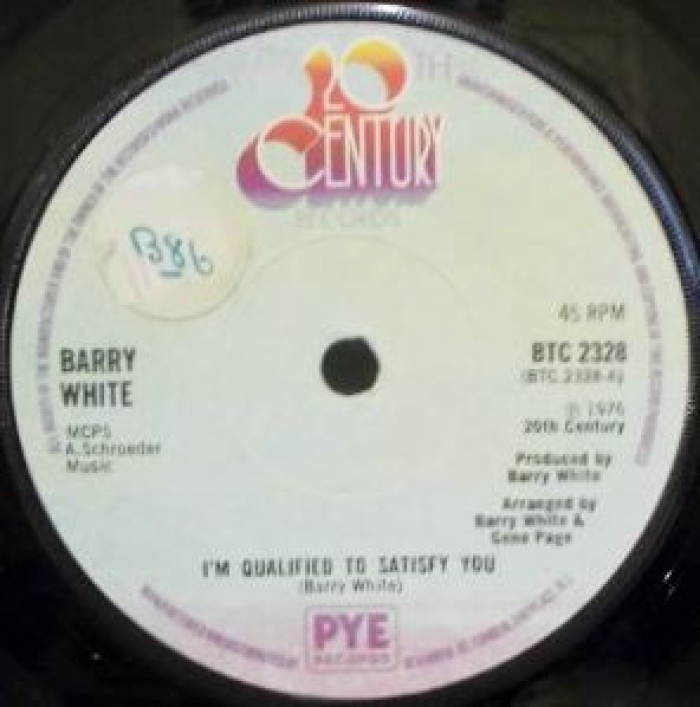 20TH
CENTURY
RECORDS
B86
45 RPM
BARRY
WHITE
BTC 2328
(BTC 2328-A)
MCPS
A. Schroeder
Music
℗ 1976
20th Century
Produced by
Barry White
Arranged by
Barry White &
Gene Page
I'M QUALIFIED TO SATISFY YOU
(Barry White)
PYE
RECORDS